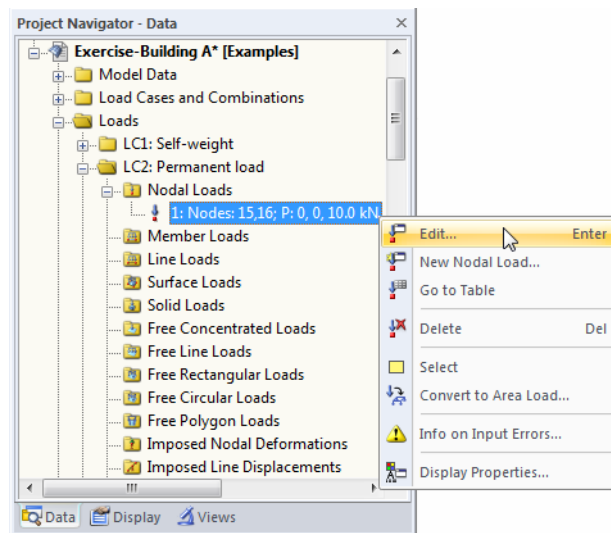 Project Navigator - Data
Exercise-Building A* [Examples]
Model Data
Load Cases and Combinations
Loads
LC1: Self-weight
LC2: Permanent load
Nodal Loads
1: Nodes: 15,16; P: 0, 0, 10.0 kN
Member Loads
Line Loads
Surface Loads
Solid Loads
Free Concentrated Loads
Free Line Loads
Free Rectangular Loads
Free Circular Loads
Free Polygon Loads
Imposed Nodal Deformations
Imposed Line Displacements
Data Display Views
Edit... Enter
New Nodal Load...
Go to Table
Delete Del
Select
Convert to Area Load...
Info on Input Errors...
Display Properties...